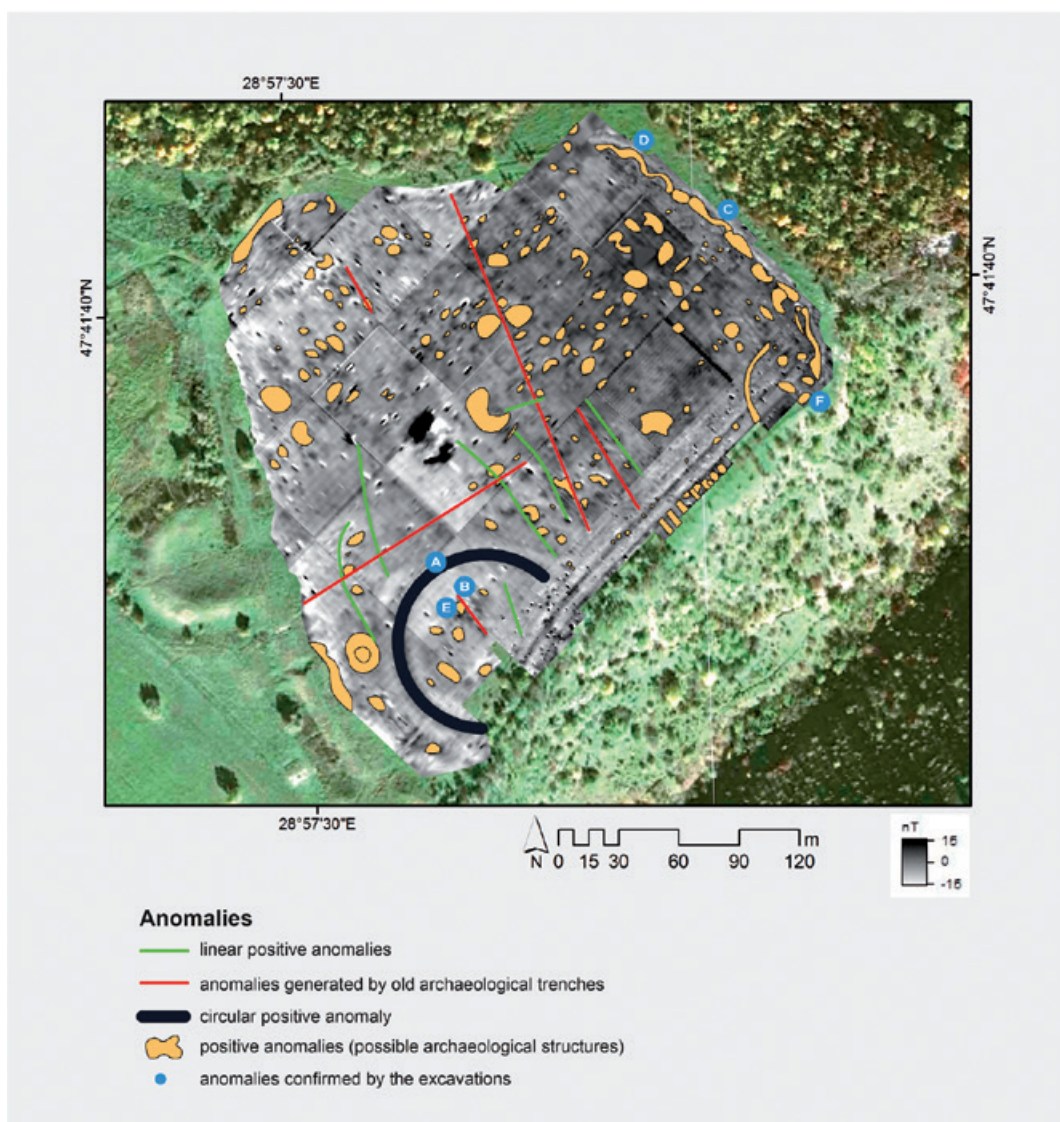 28°57'30"E
D
C
47°41'40"N
47°41'40"N
F
A
B
E
28°57'30"E
N 0 15 30 60 90 120 m
nT
15
0
-15
Anomalies
linear positive anomalies
anomalies generated by old archaeological trenches
circular positive anomaly
positive anomalies (possible archaeological structures)
anomalies confirmed by the excavations